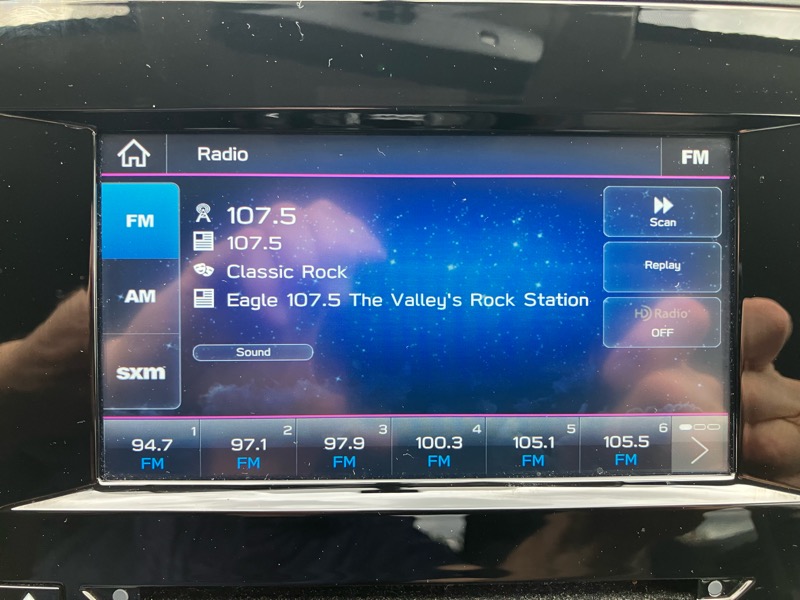 Radio
FM
FM
AM
sxm
107.5
107.5
Classic Rock
Eagle 107.5 The Valley's Rock Station
Sound
Scan
Replay
HD Radio
OFF
1
94.7
FM
2
97.1
FM
3
97.9
FM
4
100.3
FM
5
105.1
FM
6
105.5
FM